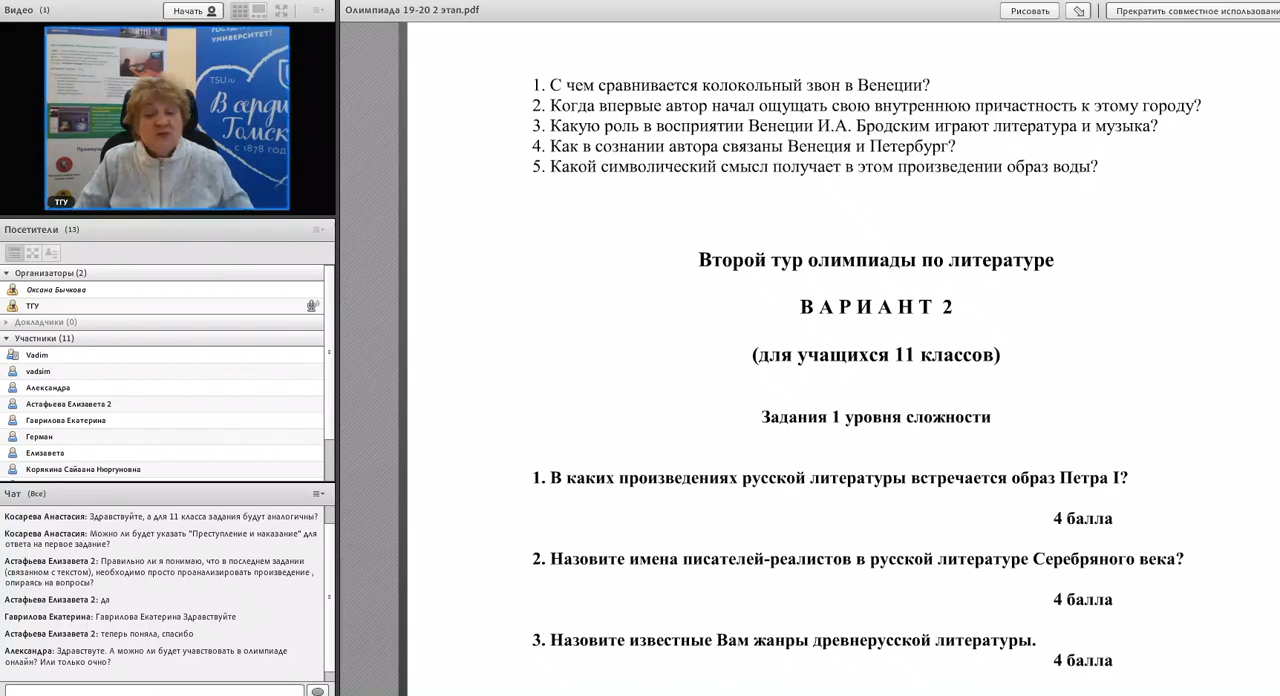 Видео (1)
Начать
ГОСУДАРСТВЕННЫЙ
УНИВЕРСИТЕТ!
TSU.ru
В сердце
Томска
с 1878 года
ТГУ
Посетители (13)
Организаторы (2)
Оксана Бычкова
ТГУ
Докладчики (0)
Участники (11)
Vadim
vadsim
Александра
Астафьева Елизавета 2
Гаврилова Екатерина
Герман
Елизавета
Корякина Сайаана Нюргуновна
Чат (Все)
Косарева Анастасия: Здравствуйте, а для 11 класса задания будут аналогичны?
Косарева Анастасия: Можно ли будет указать "Преступление и наказание" для
ответа на первое задание?
Астафьева Елизавета 2: Правильно ли я понимаю, что в последнем задании
(связанном с текстом), необходимо просто проанализировать произведение ,
опираясь на вопросы?
Астафьева Елизавета 2: да
Гаврилова Екатерина: Гаврилова Екатерина Здравствуйте
Астафьева Елизавета 2: теперь поняла, спасибо
Александра: Здравствуте. А можно ли будет учавствовать в олимпиаде
онлайн? Или только очно?
Олимпиада 19-20 2 этап.pdf
Рисовать
Прекратить совместное использовани
1. С чем сравнивается колокольный звон в Венеции?
2. Когда впервые автор начал ощущать свою внутреннюю причастность к этому городу?
3. Какую роль в восприятии Венеции И.А. Бродским играют литература и музыка?
4. Как в сознании автора связаны Венеция и Петербург?
5. Какой символический смысл получает в этом произведении образ воды?
Второй тур олимпиады по литературе
В А Р И А Н Т 2
(для учащихся 11 классов)
Задания 1 уровня сложности
1. В каких произведениях русской литературы встречается образ Петра I?
4 балла
2. Назовите имена писателей-реалистов в русской литературе Серебряного века?
4 балла
3. Назовите известные Вам жанры древнерусской литературы.
4 балла